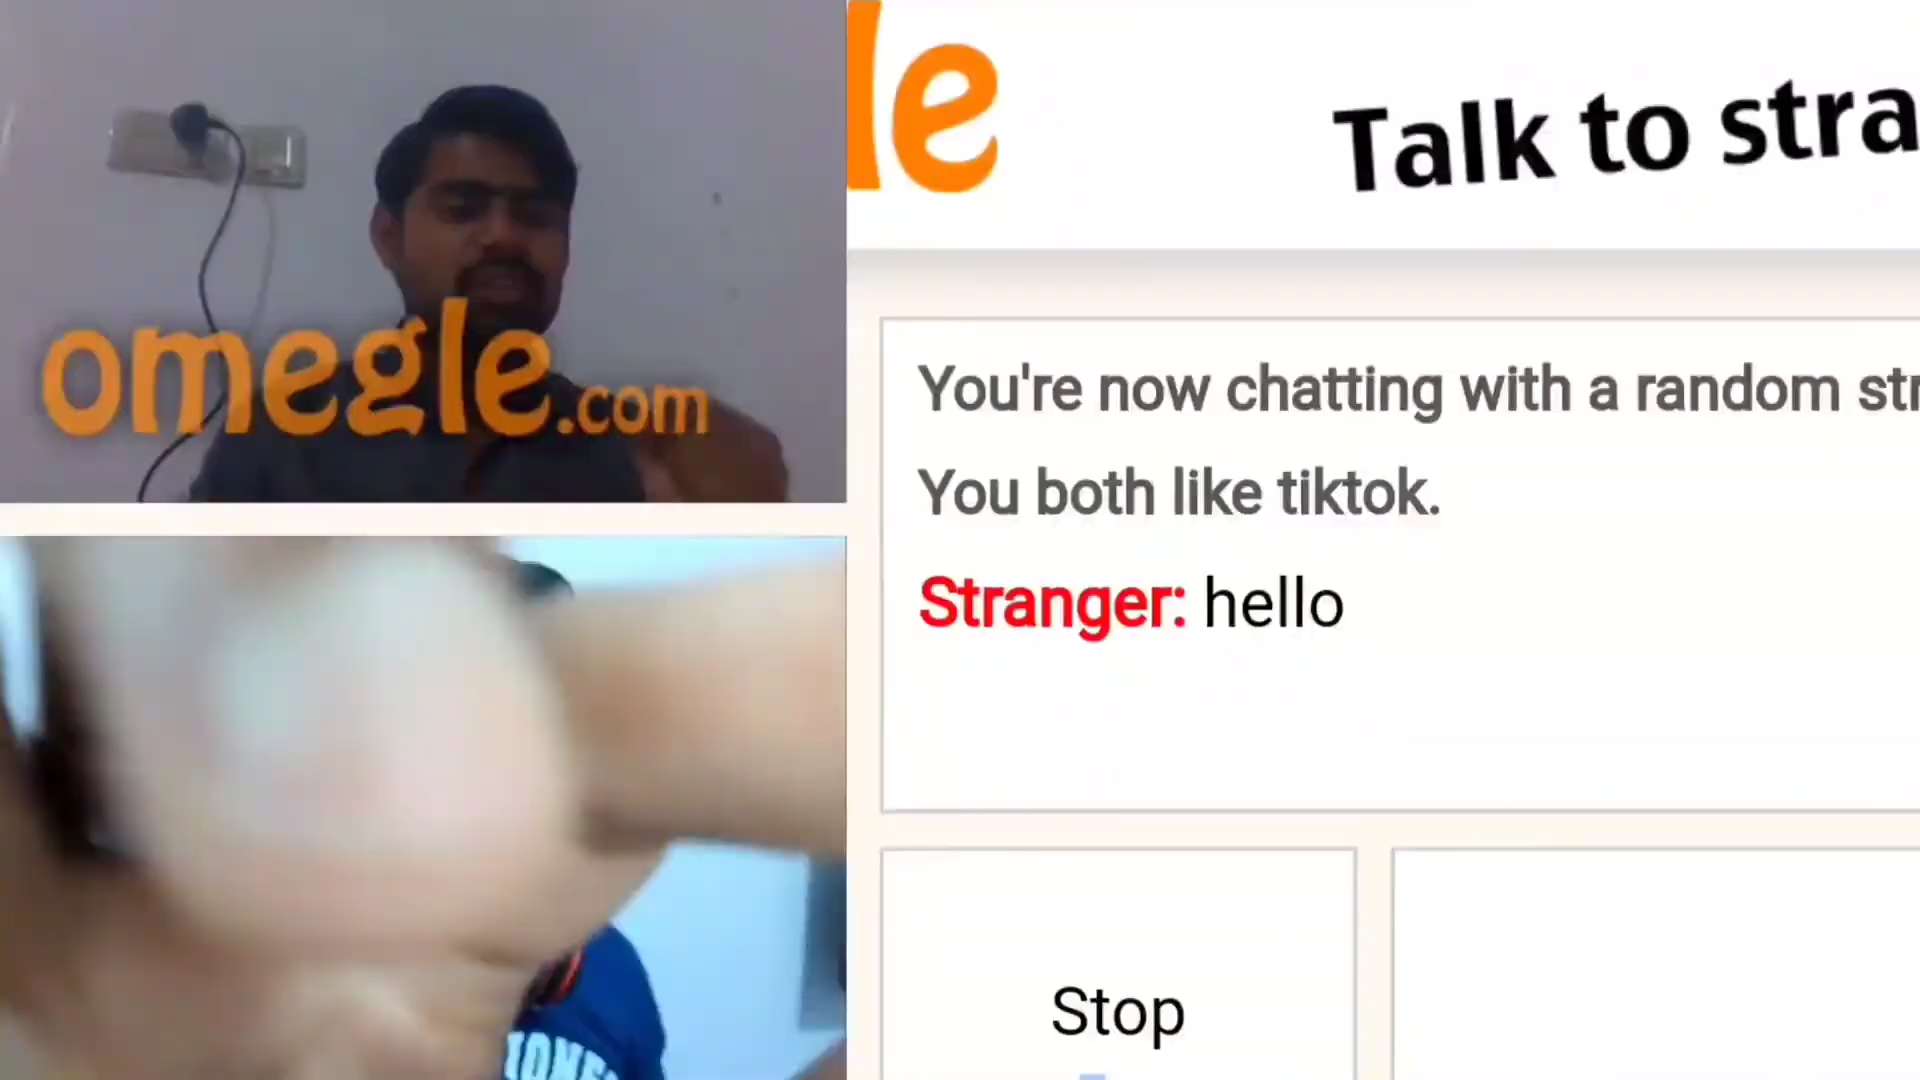 omegle.com
le
Talk to stra
You're now chatting with a random str
You both like tiktok.
Stranger: hello
Stop